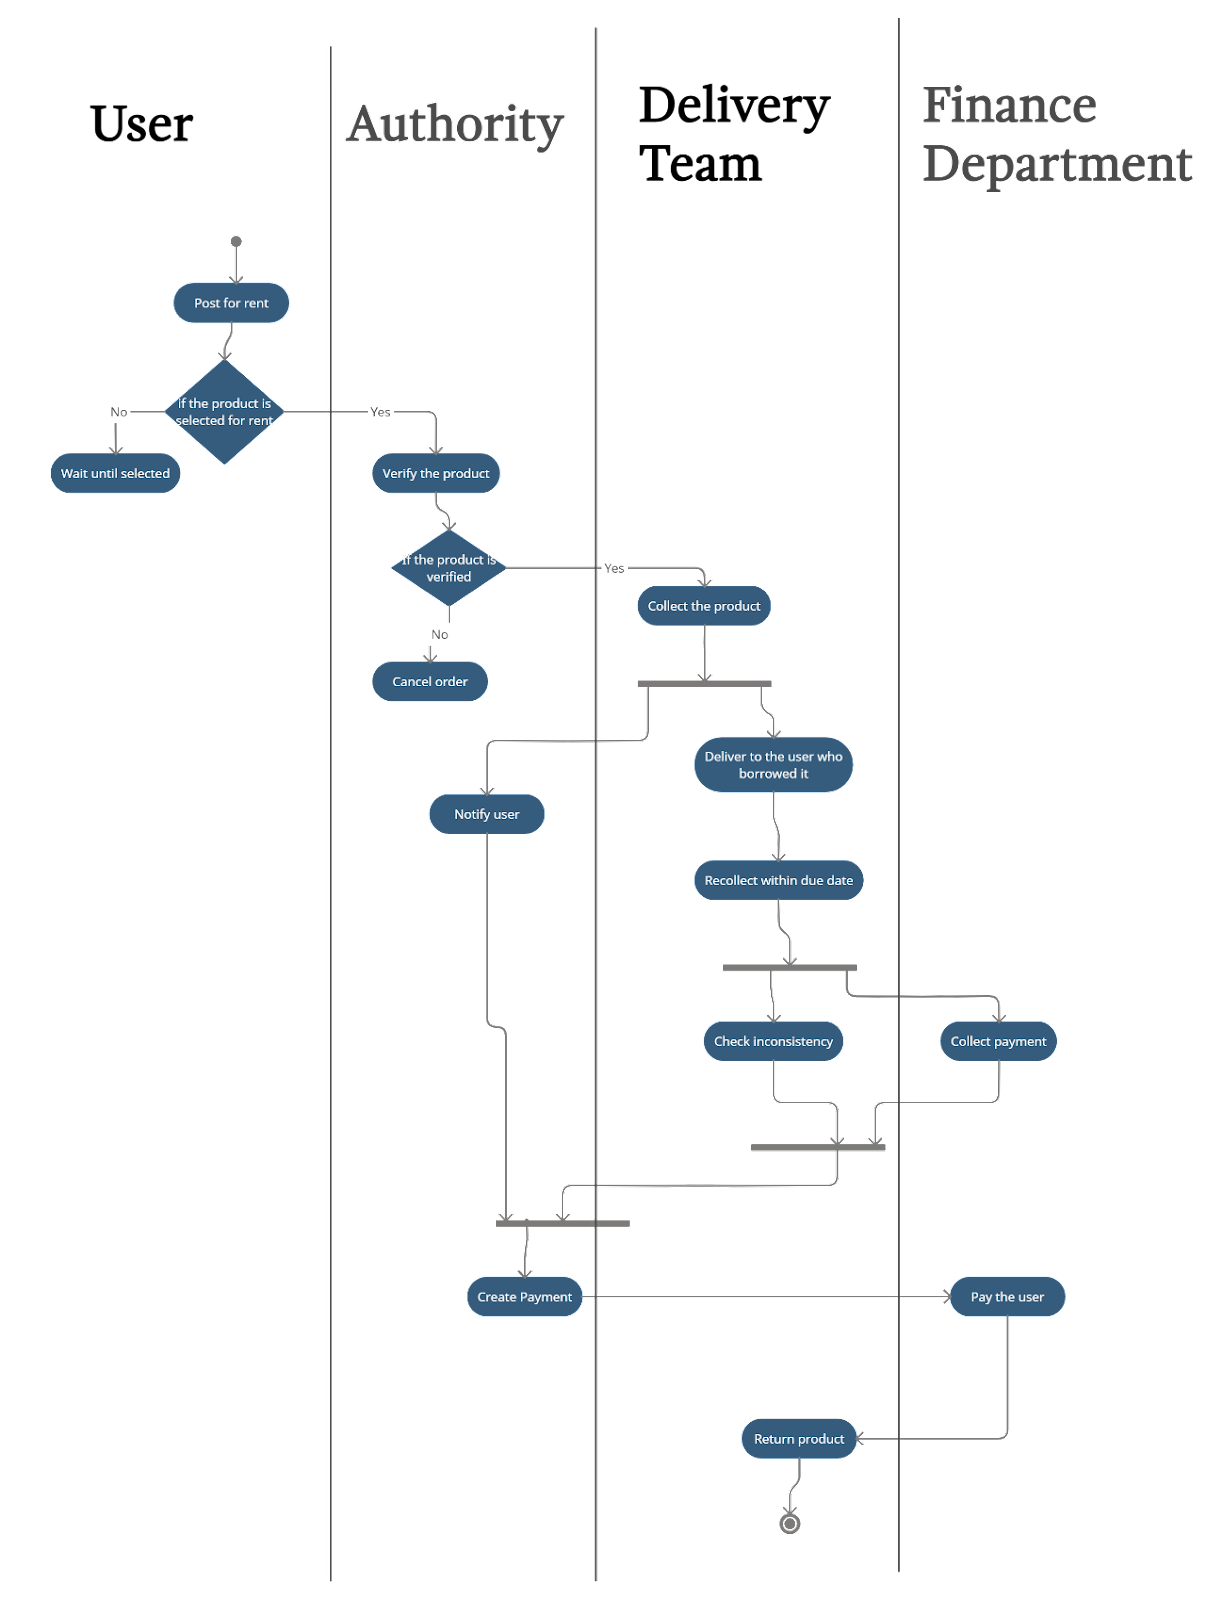 User
Authority
Delivery
Team
Finance
Department
Post for rent
If the product is
selected for rent
No
Yes
Wait until selected
Verify the product
If the product is
verified
Yes
No
Collect the product
Cancel order
Deliver to the user who
borrowed it
Notify user
Recollect within due date
Check inconsistency
Collect payment
Create Payment
Pay the user
Return product